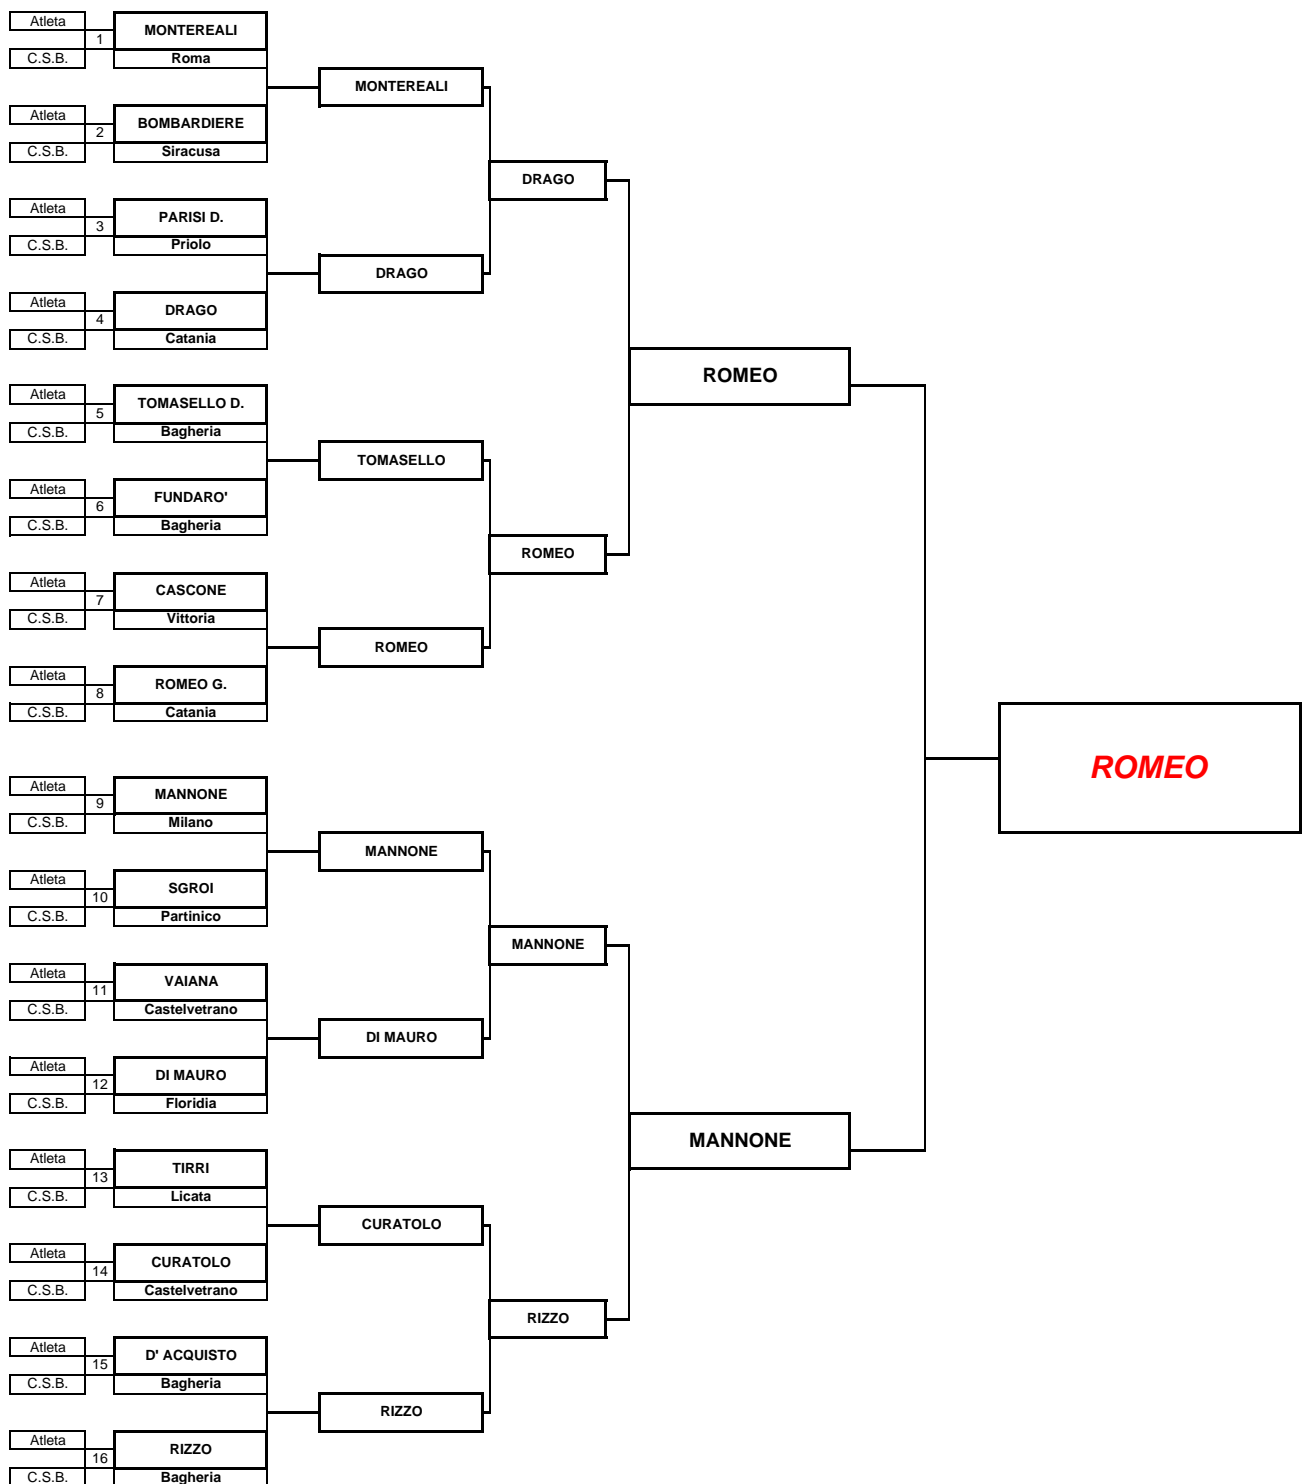 Atleta
1
MONTEREALI
C.S.B.
Roma
MONTEREALI
Atleta
2
BOMBARDIERE
C.S.B.
Siracusa
DRAGO
Atleta
3
PARISI D.
C.S.B.
Priolo
DRAGO
Atleta
4
DRAGO
C.S.B.
Catania
ROMEO
Atleta
5
TOMASELLO D.
C.S.B.
Bagheria
TOMASELLO
Atleta
6
FUNDARO'
C.S.B.
Bagheria
ROMEO
Atleta
7
CASCONE
C.S.B.
Vittoria
ROMEO
Atleta
8
ROMEO G.
C.S.B.
Catania
ROMEO
Atleta
9
MANNONE
C.S.B.
Milano
MANNONE
Atleta
10
SGROI
C.S.B.
Partinico
MANNONE
Atleta
11
VAIANA
C.S.B.
Castelvetrano
DI MAURO
Atleta
12
DI MAURO
C.S.B.
Floridia
MANNONE
Atleta
13
TIRRI
C.S.B.
Licata
CURATOLO
Atleta
14
CURATOLO
C.S.B.
Castelvetrano
RIZZO
Atleta
15
D' ACQUISTO
C.S.B.
Bagheria
RIZZO
Atleta
16
RIZZO
C.S.B.
Bagheria